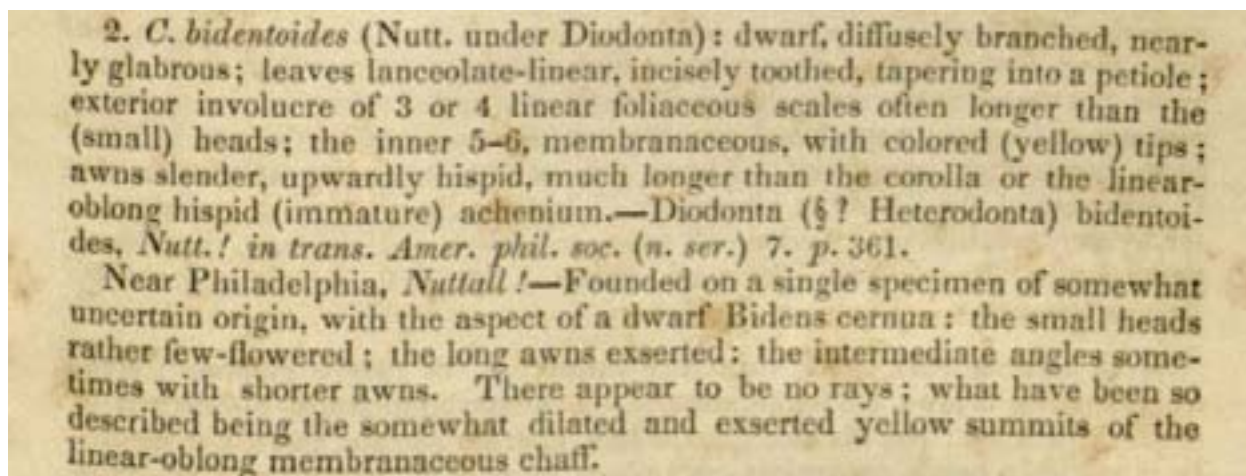 2. C. bidentoides (Nutt. under Diodonta): dwarf, diffusely branched, near-
ly glabrous; leaves lanceolate-linear, incisely toothed, tapering into a petiole;
exterior involucre of 3 or 4 linear foliaceous scales often longer than the
(small) heads; the inner 5-6, membranaceous, with colored (yellow) tips;
awns slender, upwardly hispid, much longer than the corolla or the linear-
oblong hispid (immature) achenium.—Diodonta (§? Heterodonta) bidentoi-
des, Nutt.! in trans. Amer. phil. soc. (n. ser.) 7. p. 361.
Near Philadelphia, Nuttall!—Founded on a single specimen of somewhat
uncertain origin, with the aspect of a dwarf Bidens cernua: the small heads
rather few-flowered; the long awns exserted: the intermediate angles some-
times with shorter awns. There appear to be no rays; what have been so
described being the somewhat dilated and exserted yellow summits of the
linear-oblong membranaceous chaff.